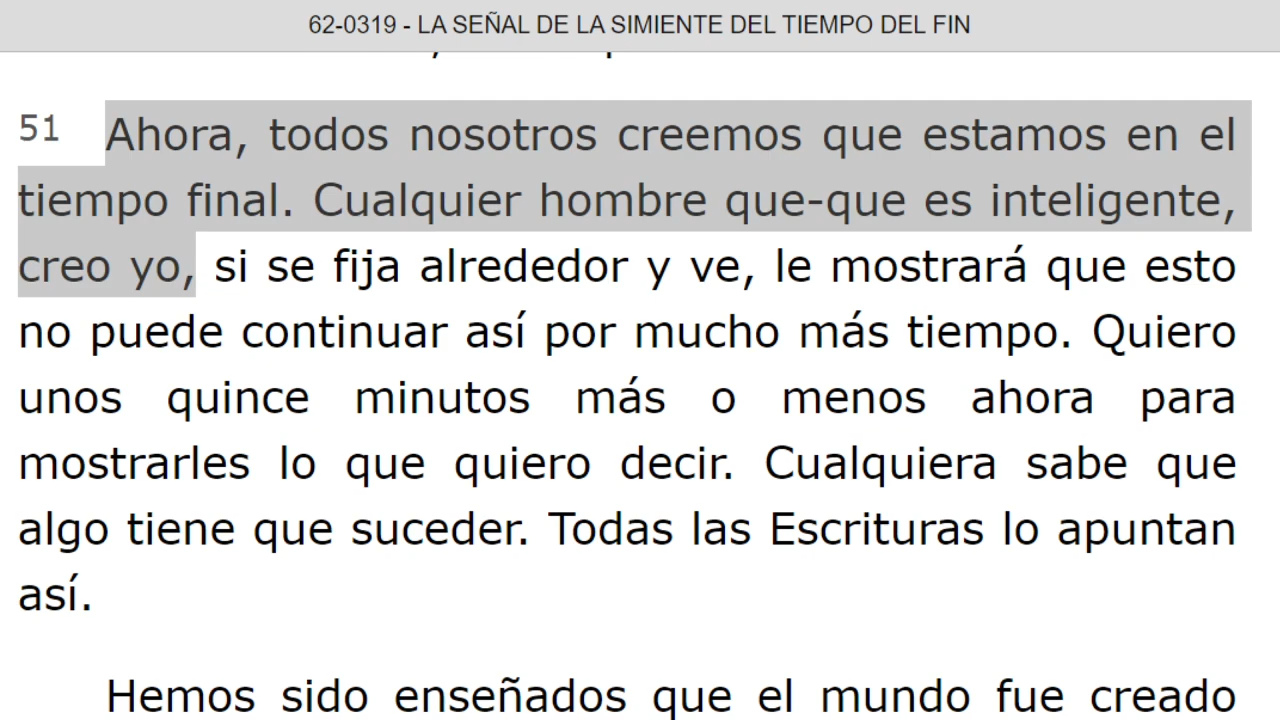 62-0319 - LA SEÑAL DE LA SIMIENTE DEL TIEMPO DEL FIN
51 Ahora, todos nosotros creemos que estamos en el
tiempo final. Cualquier hombre que-que es inteligente,
creo yo, si se fija alrededor y ve, le mostrará que esto
no puede continuar así por mucho más tiempo. Quiero
unos quince minutos más o menos ahora para
mostrarles lo que quiero decir. Cualquiera sabe que
algo tiene que suceder. Todas las Escrituras lo apuntan
así.
Hemos sido enseñados que el mundo fue creado